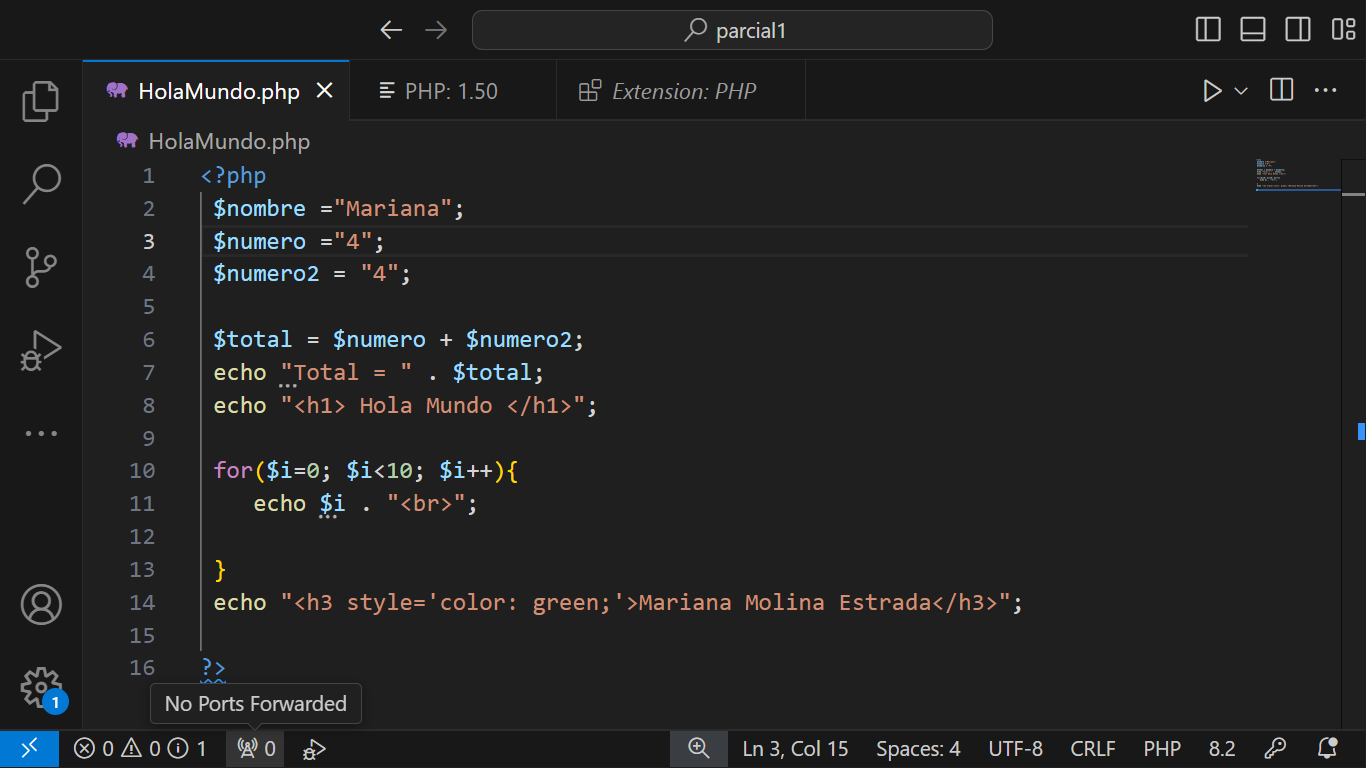 parcial1
HolaMundo.php
PHP: 1.50
Extension: PHP
HolaMundo.php
1 <?php
2 $nombre ="Mariana";
3 $numero ="4";
4 $numero2 = "4";
5
6 $total = $numero + $numero2;
7 echo "Total = " . $total;
8 echo "<h1> Hola Mundo </h1>";
9
10 for($i=0; $i<10; $i++){
11 echo $i . "<br>";
12
13 }
14 echo "<h3 style='color: green;'>Mariana Molina Estrada</h3>";
15
16 ?>
1
No Ports Forwarded
0 0 1 0 Ln 3, Col 15 Spaces: 4 UTF-8 CRLF PHP 8.2